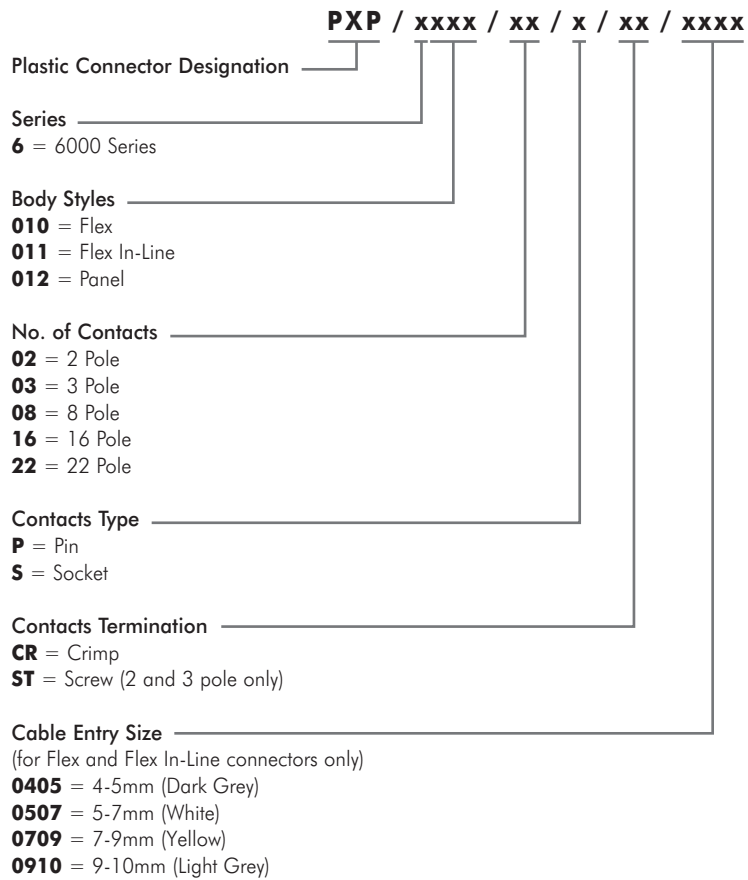 PXP / xxxx / xx / x / xx / xxxx
Plastic Connector Designation
Series
6 = 6000 Series
Body Styles
010 = Flex
011 = Flex In-Line
012 = Panel
No. of Contacts
02 = 2 Pole
03 = 3 Pole
08 = 8 Pole
16 = 16 Pole
22 = 22 Pole
Contacts Type
P = Pin
S = Socket
Contacts Termination
CR = Crimp
ST = Screw (2 and 3 pole only)
Cable Entry Size
(for Flex and Flex In-Line connectors only)
0405 = 4-5mm (Dark Grey)
0507 = 5-7mm (White)
0709 = 7-9mm (Yellow)
0910 = 9-10mm (Light Grey)